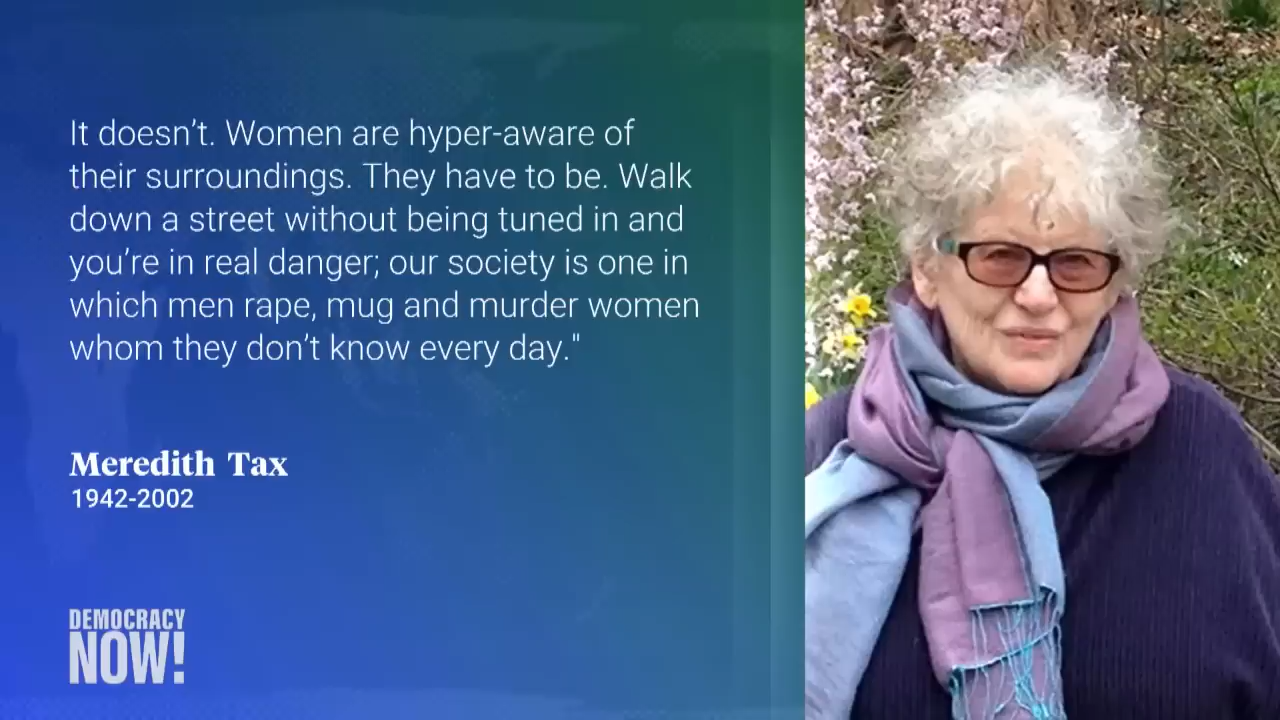 It doesn’t. Women are hyper-aware of
their surroundings. They have to be. Walk
down a street without being tuned in and
you’re in real danger; our society is one in
which men rape, mug and murder women
whom they don’t know every day."
Meredith Tax
1942-2002
DEMOCRACY
NOW!